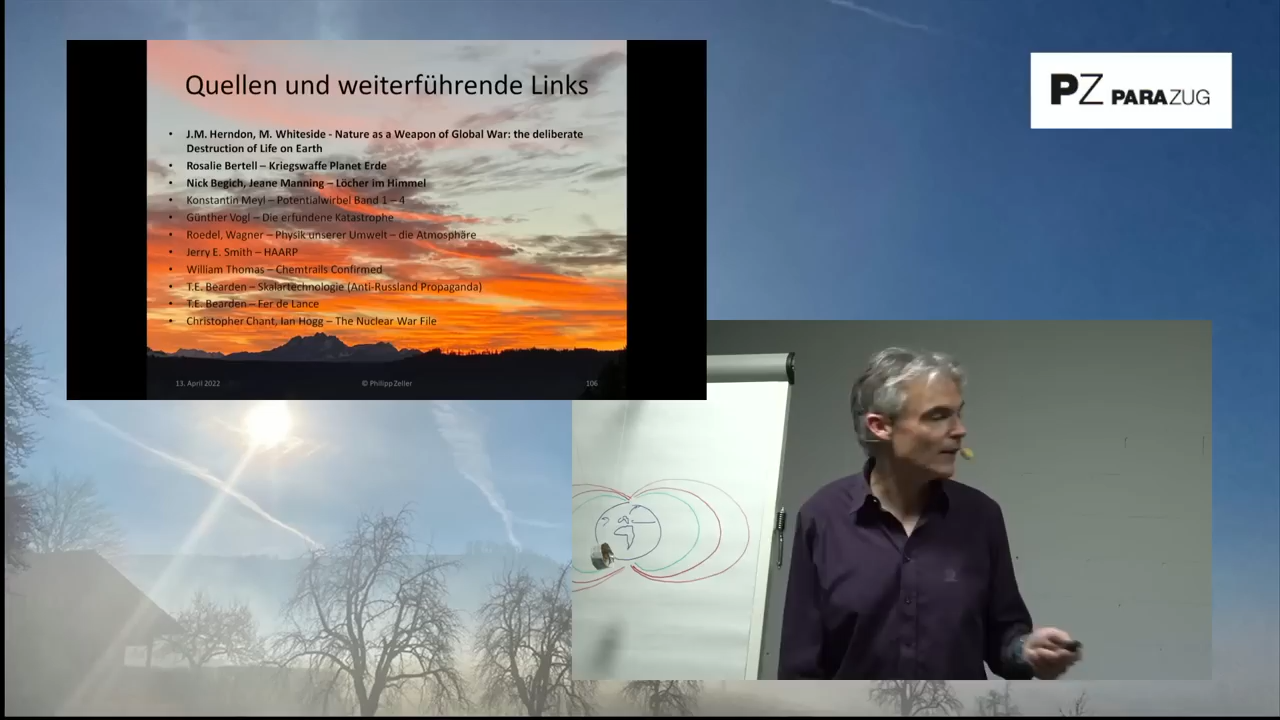 Quellen und weiterführende Links
• J.M. Herndon, M. Whiteside - Nature as a Weapon of Global War: the deliberate
Destruction of Life on Earth
• Rosalie Bertell – Kriegswaffe Planet Erde
• Nick Begich, Jeane Manning – Löcher im Himmel
• Konstantin Meyl – Potentialwirbel Band 1 – 4
• Günther Vogl – Die erfundene Katastrophe
• Roedel, Wagner – Physik unserer Umwelt – die Atmosphäre
• Jerry E. Smith – HAARP
• William Thomas – Chemtrails Confirmed
• T.E. Bearden – Skalartechnologie (Anti-Russland Propaganda)
• T.E. Bearden – Fer de Lance
• Christopher Chant, Ian Hogg – The Nuclear War File
13. April 2022 © Philipp Zeller 106
PZ PARAZUG